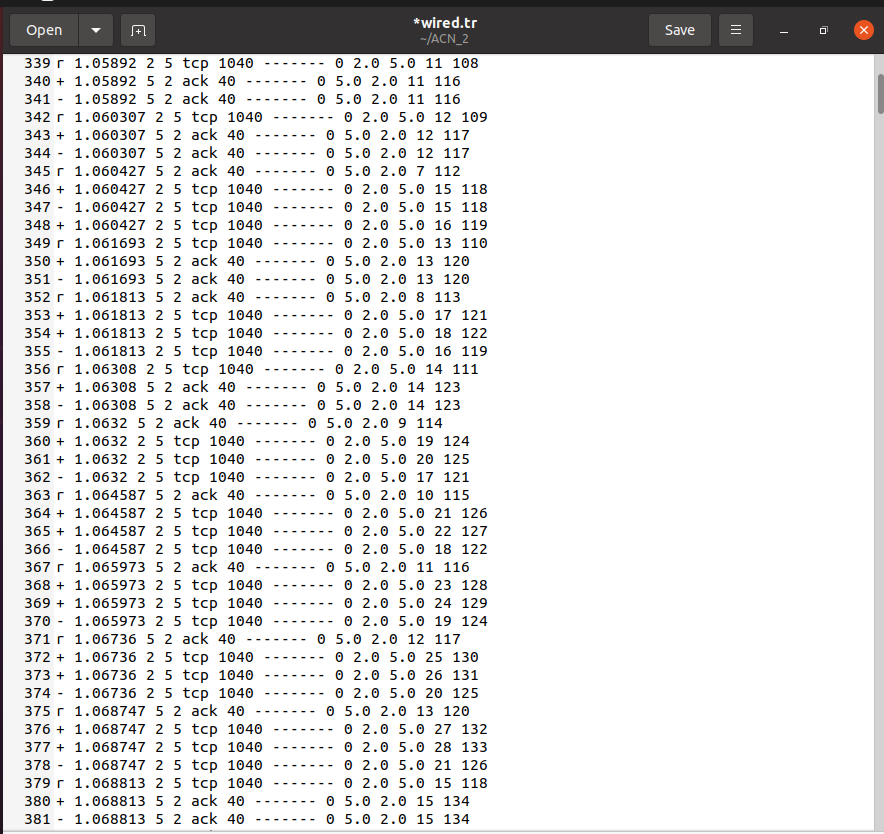 Open
*wired.tr
~/ACN_2
Save
339 r 1.05892 2 5 tcp 1040 ------- 0 2.0 5.0 11 108
340 + 1.05892 5 2 ack 40 ------- 0 5.0 2.0 11 116
341 - 1.05892 5 2 ack 40 ------- 0 5.0 2.0 11 116
342 r 1.060307 2 5 tcp 1040 ------- 0 2.0 5.0 12 109
343 + 1.060307 5 2 ack 40 ------- 0 5.0 2.0 12 117
344 - 1.060307 5 2 ack 40 ------- 0 5.0 2.0 12 117
345 r 1.060427 5 2 ack 40 ------- 0 5.0 2.0 7 112
346 + 1.060427 2 5 tcp 1040 ------- 0 2.0 5.0 15 118
347 - 1.060427 2 5 tcp 1040 ------- 0 2.0 5.0 15 118
348 + 1.060427 2 5 tcp 1040 ------- 0 2.0 5.0 16 119
349 r 1.061693 2 5 tcp 1040 ------- 0 2.0 5.0 13 110
350 + 1.061693 5 2 ack 40 ------- 0 5.0 2.0 13 120
351 - 1.061693 5 2 ack 40 ------- 0 5.0 2.0 13 120
352 r 1.061813 5 2 ack 40 ------- 0 5.0 2.0 8 113
353 + 1.061813 2 5 tcp 1040 ------- 0 2.0 5.0 17 121
354 + 1.061813 2 5 tcp 1040 ------- 0 2.0 5.0 18 122
355 - 1.061813 2 5 tcp 1040 ------- 0 2.0 5.0 16 119
356 r 1.06308 2 5 tcp 1040 ------- 0 2.0 5.0 14 111
357 + 1.06308 5 2 ack 40 ------- 0 5.0 2.0 14 123
358 - 1.06308 5 2 ack 40 ------- 0 5.0 2.0 14 123
359 r 1.0632 5 2 ack 40 ------- 0 5.0 2.0 9 114
360 + 1.0632 2 5 tcp 1040 ------- 0 2.0 5.0 19 124
361 + 1.0632 2 5 tcp 1040 ------- 0 2.0 5.0 20 125
362 - 1.0632 2 5 tcp 1040 ------- 0 2.0 5.0 17 121
363 r 1.064587 5 2 ack 40 ------- 0 5.0 2.0 10 115
364 + 1.064587 2 5 tcp 1040 ------- 0 2.0 5.0 21 126
365 + 1.064587 2 5 tcp 1040 ------- 0 2.0 5.0 22 127
366 - 1.064587 2 5 tcp 1040 ------- 0 2.0 5.0 18 122
367 r 1.065973 5 2 ack 40 ------- 0 5.0 2.0 11 116
368 + 1.065973 2 5 tcp 1040 ------- 0 2.0 5.0 23 128
369 + 1.065973 2 5 tcp 1040 ------- 0 2.0 5.0 24 129
370 - 1.065973 2 5 tcp 1040 ------- 0 2.0 5.0 19 124
371 r 1.06736 5 2 ack 40 ------- 0 5.0 2.0 12 117
372 + 1.06736 2 5 tcp 1040 ------- 0 2.0 5.0 25 130
373 + 1.06736 2 5 tcp 1040 ------- 0 2.0 5.0 26 131
374 - 1.06736 2 5 tcp 1040 ------- 0 2.0 5.0 20 125
375 r 1.068747 5 2 ack 40 ------- 0 5.0 2.0 13 120
376 + 1.068747 2 5 tcp 1040 ------- 0 2.0 5.0 27 132
377 + 1.068747 2 5 tcp 1040 ------- 0 2.0 5.0 28 133
378 - 1.068747 2 5 tcp 1040 ------- 0 2.0 5.0 21 126
379 r 1.068813 2 5 tcp 1040 ------- 0 2.0 5.0 15 118
380 + 1.068813 5 2 ack 40 ------- 0 5.0 2.0 15 134
381 - 1.068813 5 2 ack 40 ------- 0 5.0 2.0 15 134